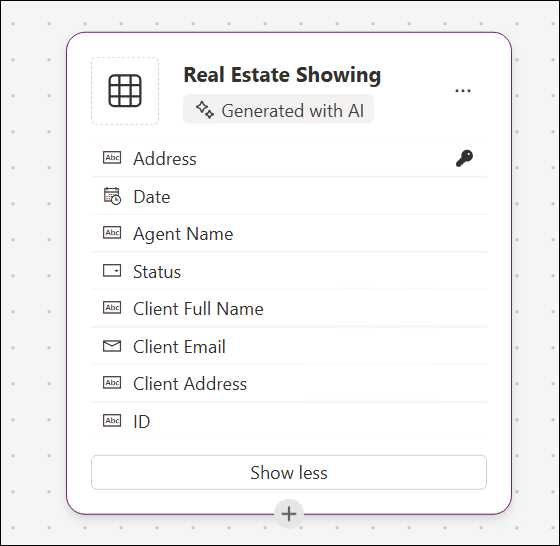 Real Estate Showing
Generated with AI
Abc Address
Date
Abc Agent Name
Status
Abc Client Full Name
Client Email
Abc Client Address
Abc ID
Show less